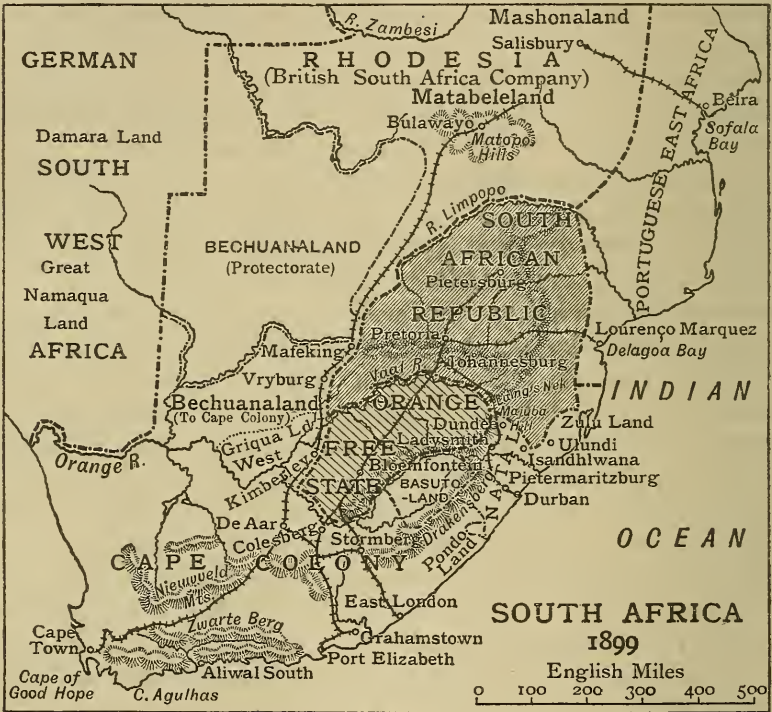 R. Zambesi
Mashonaland
Salisbury
GERMAN
RHODESIA
(British South Africa Company)
Matabeleland
Beira
Sofala
Bay
Bulawayo
Matopo
Hills
Damara Land
SOUTH
PORTUGUESE EAST AFRICA
R. Limpopo
SOUTH
WEST
BECHUANALAND
(Protectorate)
AFRICAN
Great
Namaqua
Land
Pietersburg
REPUBLIC
AFRICA
Pretoria
Lourenço Marquez
Delagoa Bay
Mafeking
Vaal R.
Johannesburg
Vryburg
Laing's Nek
INDIAN
Bechuanaland
(To Cape Colony)
ORANGE
Majuba
Hill
Dundee
Zulu Land
Griqua Ld
West
FREE
Ladysmith
Ulundi
Orange R.
Isandhlwana
Kimberley
Bloemfontein
STATE
BASUTO
-LAND
NATAL
Pietermaritzburg
Durban
Drakensberg
De Aar
Colesberg
Stormberg
Pondo
Land
OCEAN
CAPE COLONY
Nieuwveld
Mts.
East London
SOUTH AFRICA
1899
English Miles
0 100 200 300 400 500
Zwarte Berg
Cape
Town
Grahamstown
Port Elizabeth
Aliwal South
Cape of
Good Hope
C. Agulhas